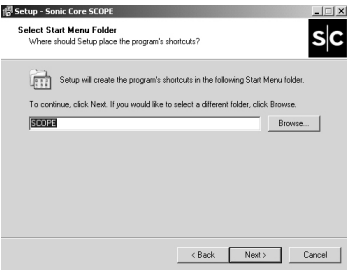 Setup - Sonic Core SCOPE
Select Start Menu Folder
Where should Setup place the program's shortcuts?
S|C
Setup will create the program's shortcuts in the following Start Menu folder.
To continue, click Next. If you would like to select a different folder, click Browse.
SCOPE
Browse...
< Back
Next >
Cancel